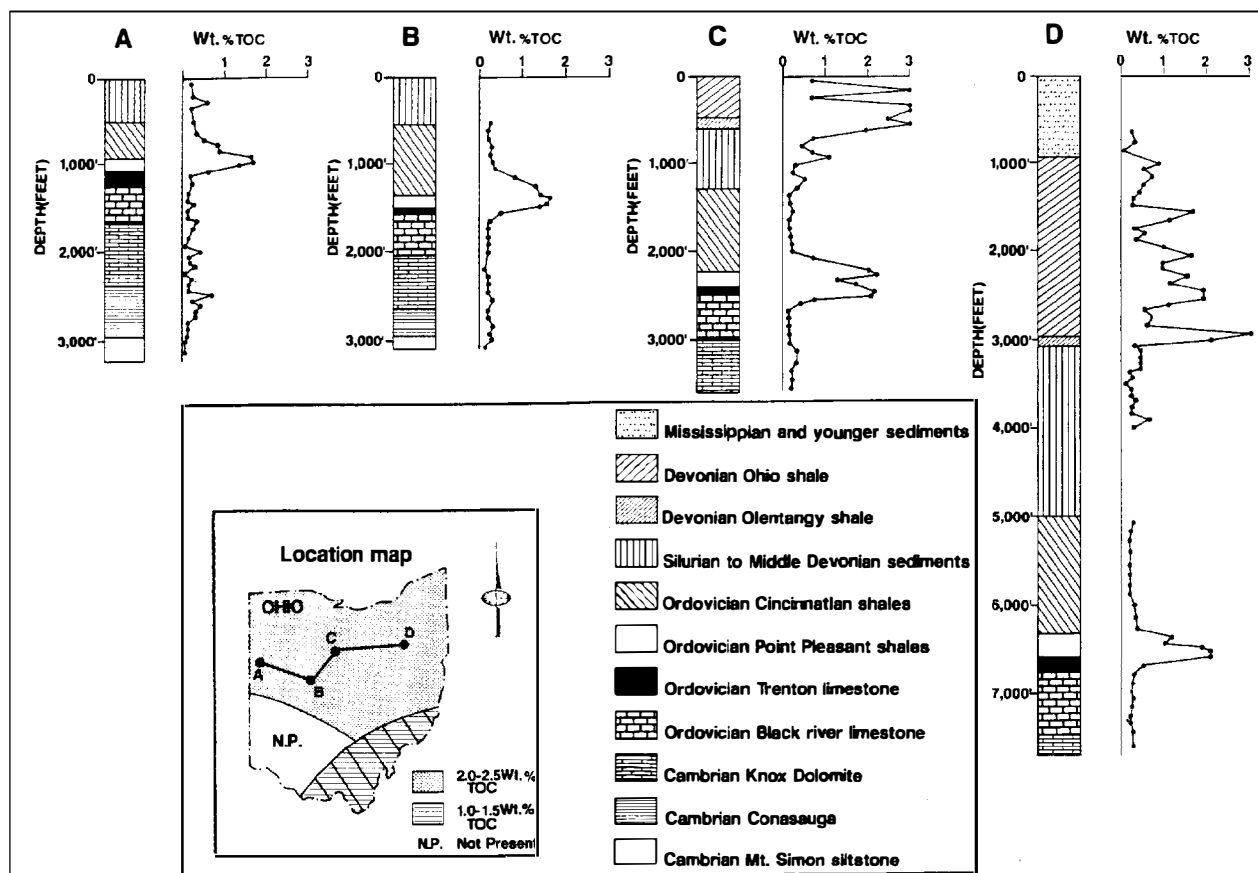 A
Wt. %TOC
0 1 2 3
DEPTH(FEET)
0
1,000'
2,000'
3,000'
B
Wt. %TOC
0 1 2 3
DEPTH(FEET)
0
1,000'
2,000'
3,000'
C
Wt. %TOC
0 1 2 3
DEPTH(FEET)
0
1,000'
2,000'
3,000'
D
Wt. %TOC
0 1 2 3
DEPTH(FEET)
0
1,000'
2,000'
3,000'
4,000'
5,000'
6,000'
7,000'
Location map
OHIO
A
B
C
D
N.P.
2.0-2.5Wt.%
TOC
1.0-1.5Wt.%
TOC
N.P. Not Present
Mississippian and younger sediments
Devonian Ohio shale
Devonian Olentangy shale
Silurian to Middle Devonian sediments
Ordovician Cincinnatian shales
Ordovician Point Pleasant shales
Ordovician Trenton limestone
Ordovician Black river limestone
Cambrian Knox Dolomite
Cambrian Conasauga
Cambrian Mt. Simon siltstone